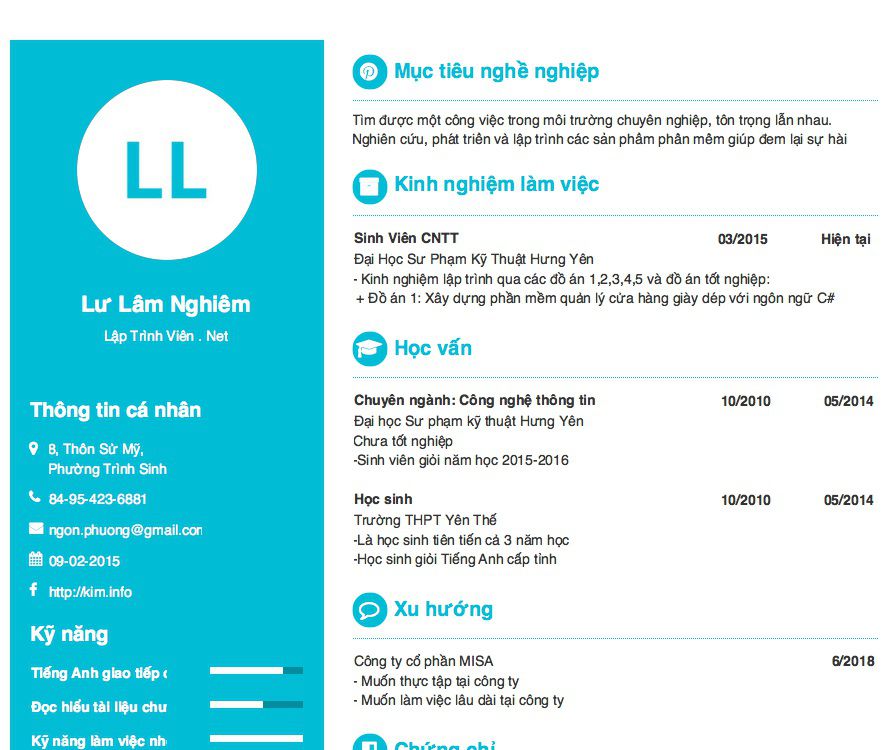 LL
Lư Lâm Nghiêm
Lập Trình Viên . Net
Thông tin cá nhân
8, Thôn Sử Mỹ,
Phường Trình Sinh
84-95-423-6881
ngon.phuong@gmail.com
09-02-2015
http://kim.info
Kỹ năng
Tiếng Anh giao tiếp
Đọc hiểu tài liệu
Kỹ năng làm việc
Mục tiêu nghề nghiệp
Tìm được một công việc trong môi trường chuyên nghiệp, tôn trọng lẫn nhau.
Nghiên cứu, phát triển và lập trình các sản phẩm phần mềm giúp đem lại sự hài
Kinh nghiệm làm việc
Sinh Viên CNTT 03/2015 Hiện tại
Đại Học Sư Phạm Kỹ Thuật Hưng Yên
- Kinh nghiệm lập trình qua các đồ án 1,2,3,4,5 và đồ án tốt nghiệp:
+ Đồ án 1: Xây dựng phần mềm quản lý cửa hàng giày dép với ngôn ngữ C#
Học vấn
Chuyên ngành: Công nghệ thông tin 10/2010 05/2014
Đại học Sư phạm kỹ thuật Hưng Yên
Chưa tốt nghiệp
-Sinh viên giỏi năm học 2015-2016
Học sinh 10/2010 05/2014
Trường THPT Yên Thế
-Là học sinh tiên tiến cả 3 năm học
-Học sinh giỏi Tiếng Anh cấp tỉnh
Xu hướng
Công ty cổ phần MISA 6/2018
- Muốn thực tập tại công ty
- Muốn làm việc lâu dài tại công ty
Chứng chỉ